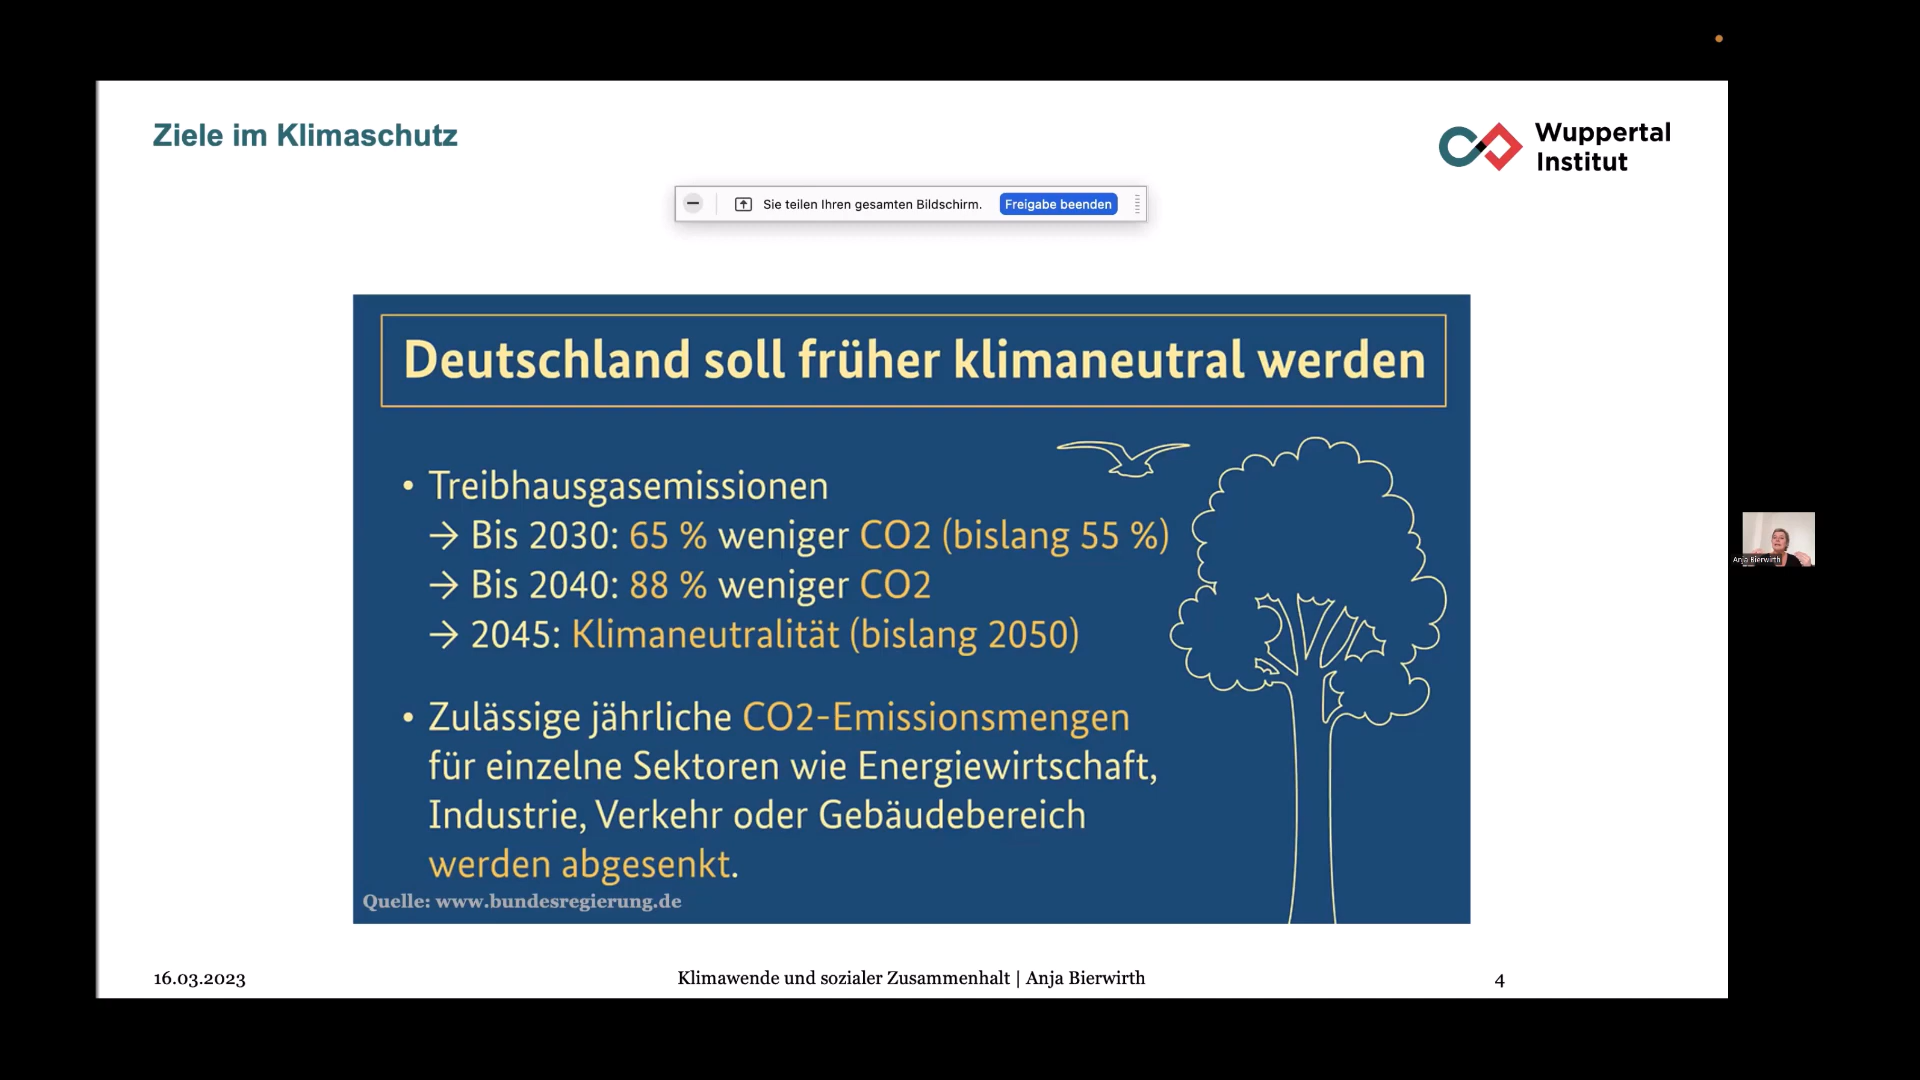 Ziele im Klimaschutz
Wuppertal
Institut
Sie teilen Ihren gesamten Bildschirm. Freigabe beenden
Deutschland soll früher klimaneutral werden
• Treibhausgasemissionen
→ Bis 2030: 65 % weniger CO2 (bislang 55 %)
→ Bis 2040: 88 % weniger CO2
→ 2045: Klimaneutralität (bislang 2050)
• Zulässige jährliche CO2-Emissionsmengen
für einzelne Sektoren wie Energiewirtschaft,
Industrie, Verkehr oder Gebäudebereich
werden abgesenkt.
Quelle: www.bundesregierung.de
Anja Bierwirth
16.03.2023 Klimawende und sozialer Zusammenhalt | Anja Bierwirth 4